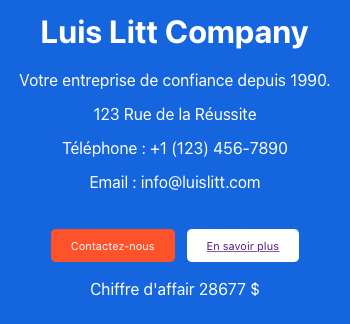 Luis Litt Company
Votre entreprise de confiance depuis 1990.
123 Rue de la Réussite
Téléphone : +1 (123) 456-7890
Email : info@luislitt.com
Contactez-nous
En savoir plus
Chiffre d'affair 28677 $